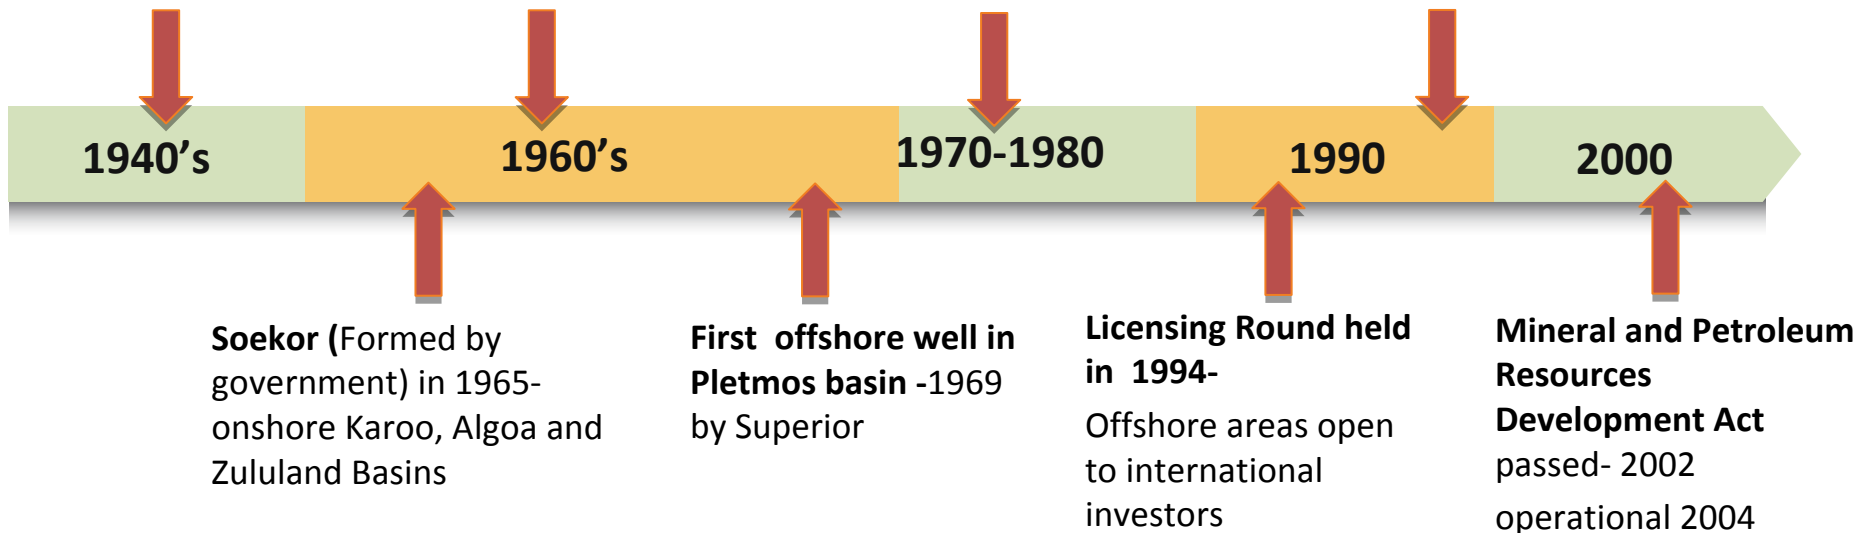 1940’s
1960’s
1970-1980
1990
2000
Soekor (Formed by
government) in 1965-
onshore Karoo, Algoa and
Zululand Basins
First offshore well in
Pletmos basin -1969
by Superior
Licensing Round held
in 1994-
Offshore areas open
to international
investors
Mineral and Petroleum
Resources
Development Act
passed- 2002
operational 2004